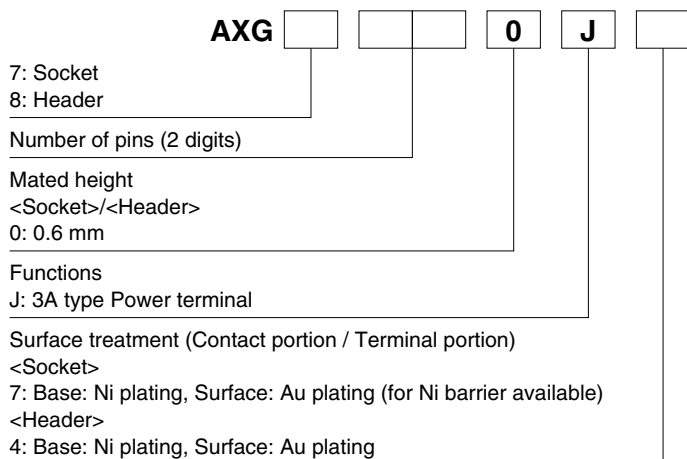 AXG 0 J
7: Socket
8: Header
Number of pins (2 digits)
Mated height
<Socket>/<Header>
0: 0.6 mm
Functions
J: 3A type Power terminal
Surface treatment (Contact portion / Terminal portion)
<Socket>
7: Base: Ni plating, Surface: Au plating (for Ni barrier available)
<Header>
4: Base: Ni plating, Surface: Au plating